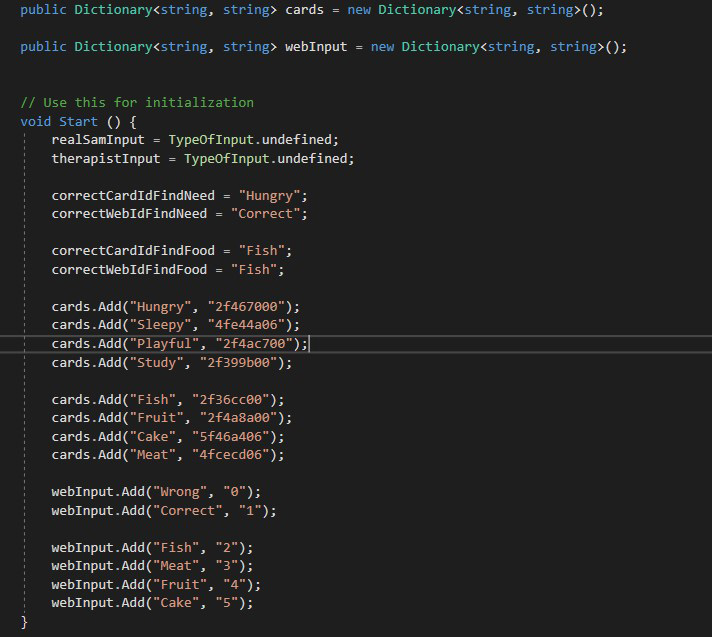 public Dictionary<string, string> cards = new Dictionary<string, string>();
public Dictionary<string, string> webInput = new Dictionary<string, string>();
// Use this for initialization
void Start () {
realSamInput = TypeOfInput.undefined;
therapistInput = TypeOfInput.undefined;
correctCardIdFindNeed = "Hungry";
correctWebIdFindNeed = "Correct";
correctCardIdFindFood = "Fish";
correctWebIdFindFood = "Fish";
cards.Add("Hungry", "2f467000");
cards.Add("Sleepy", "4fe44a06");
cards.Add("Playful", "2f4ac700");
cards.Add("Study", "2f399b00");
cards.Add("Fish", "2f36cc00");
cards.Add("Fruit", "2f4a8a00");
cards.Add("Cake", "5f46a406");
cards.Add("Meat", "4fcecd06");
webInput.Add("Wrong", "0");
webInput.Add("Correct", "1");
webInput.Add("Fish", "2");
webInput.Add("Meat", "3");
webInput.Add("Fruit", "4");
webInput.Add("Cake", "5");
}